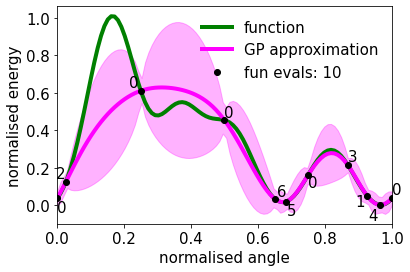 function
GP approximation
fun evals: 10
normalised energy
1.0
0.8
0.6
0.4
0.2
0.0
0
2
0
0
6
5
0
3
1
4
0
0.0 0.2 0.4 0.6 0.8 1.0
normalised angle